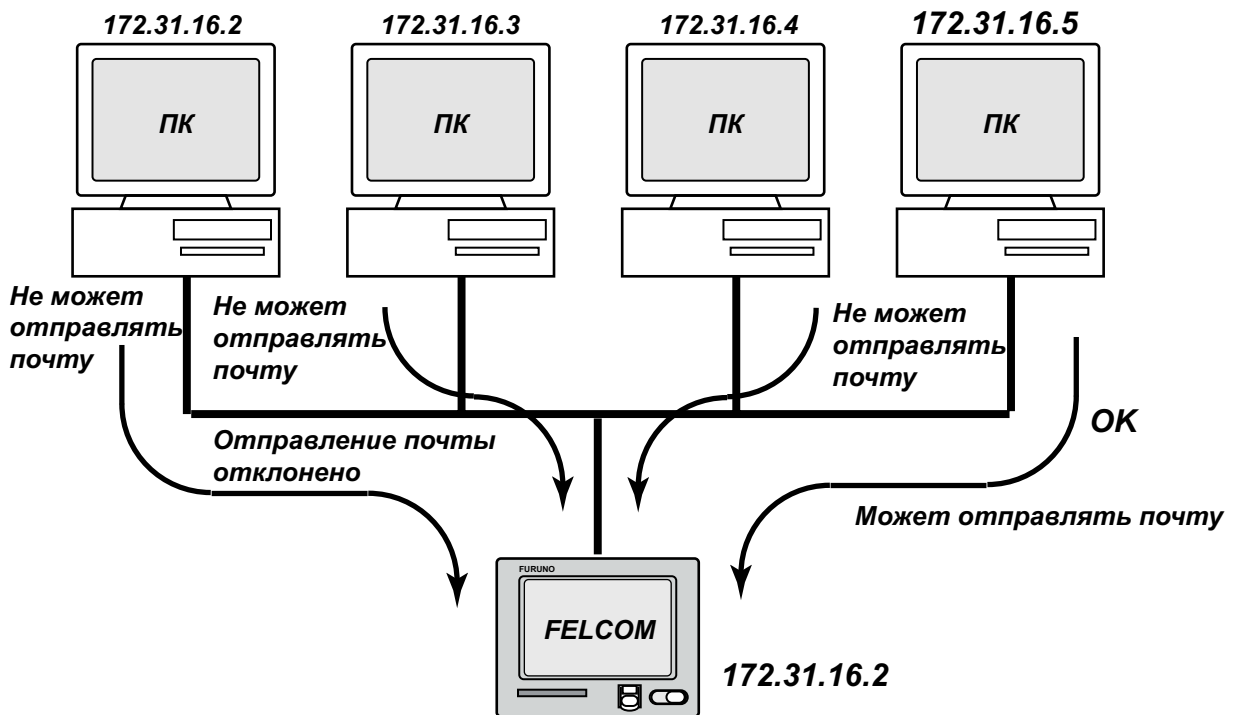 172.31.16.2
172.31.16.3
172.31.16.4
172.31.16.5
ПК
ПК
ПК
ПК
Не может
отправлять
почту
Не может
отправлять
почту
Не может
отправлять
почту
OK
Отправление почты
отклонено
Может отправлять почту
FURUNO
FELCOM
172.31.16.2